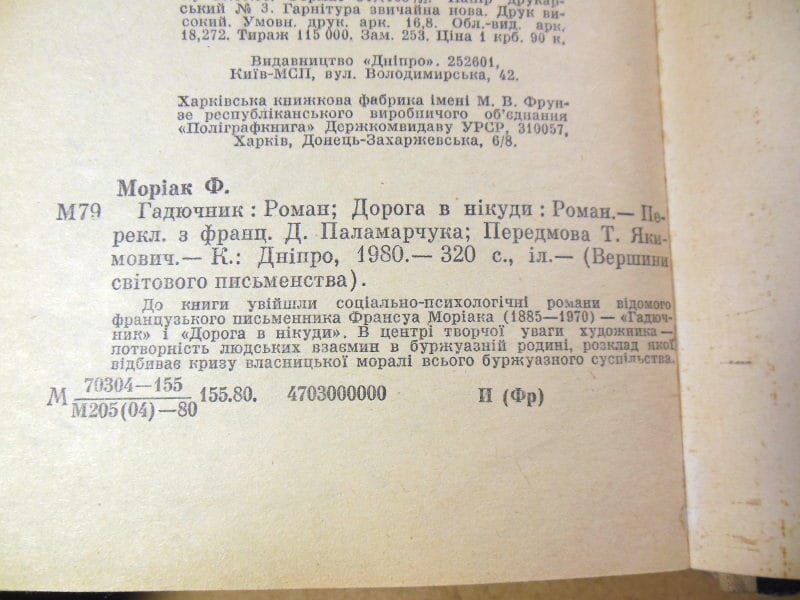 Папір друкар-
ський № 3. Гарнітура звичайна нова. Друк ви-
сокий. Умовн. друк. арк. 16,8. Обл.-вид. арк.
18,272. Тираж 115 000. Зам. 253. Ціна 1 крб. 90 к.
Видавництво «Дніпро». 252601,
Київ-МСП, вул. Володимирська, 42.
Харківська книжкова фабрика імені М. В. Фрун-
зе республіканського виробничого об'єднання
«Поліграфкнига» Держкомвидаву УРСР, 310057,
Харків, Донець-Захаржевська, 6/8.
Моріак Ф.
М79 Гадючник : Роман; Дорога в нікуди : Роман.— Пе-
рекл. з франц. Д. Паламарчука; Передмова Т. Яки-
мович.— К.: Дніпро, 1980.— 320 с., іл.— (Вершини
світового письменства).
До книги увійшли соціально-психологічні романи відомого
французького письменника Франсуа Моріака (1885—1970) — «Гадюч-
ник» і «Дорога в нікуди». В центрі творчої уваги художника —
потворність людських взаємин в буржуазній родині, розклад якої
відбиває кризу власницької моралі всього буржуазного суспільства.
М 70304—155
М205(04)—80 155.80. 4703000000 И (Фр)